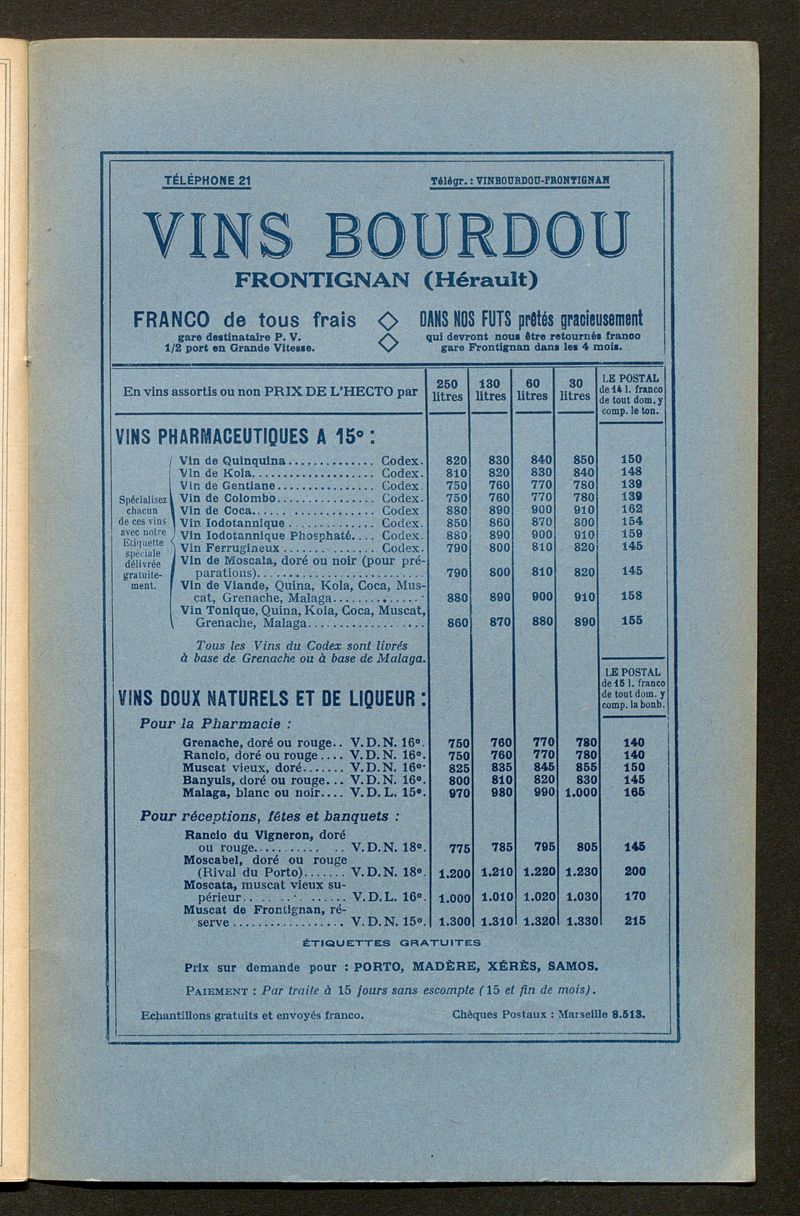 TÉLÉPHONE 21 Télégr. : VINBOURDOU-FRONTIGNAN
VINS BOURDOU
FRONTIGNAN (Hérault)
FRANCO de tous frais DANS NOS FUTS prêtés gracieusement
gare destinataire P. V. qui devront nous être retournés franco
1/2 port en Grande Vitesse. gare Frontignan dans les 4 mois.
En vins assortis ou non PRIX DE L'HECTO par 250 litres 130 litres 60 litres 30 litres
LE POSTAL
de 14 l. franco
de tout dom. y
comp. le ton.
VINS PHARMACEUTIQUES A 15° :
Spécialisez
chacun
de ces vins
avec notre
Etiquette
spéciale
délivrée
gratuite-
ment.
Vin de Quinquina.............. Codex. 820 830 840 850 150
Vin de Kola.................. Codex. 810 820 830 840 148
Vin de Gentiane................ Codex. 750 760 770 780 139
Vin de Colombo................ Codex. 750 760 770 780 139
Vin de Coca.................. Codex. 880 890 900 910 162
Vin Iodotannique .............. Codex. 850 860 870 800 154
Vin Iodotannique Phosphaté.... Codex. 880 890 900 910 159
Vin Ferrugineux ............... Codex. 790 800 810 820 145
Vin de Moscala, doré ou noir (pour pré-
parations)........................... 790 800 810 820 145
Vin de Viande, Quina, Kola, Coca, Mus-
cat, Grenache, Malaga............... 880 890 900 910 158
Vin Tonique, Quina, Kola, Coca, Muscat,
Grenache, Malaga................... 860 870 880 890 155
Tous les Vins du Codex sont livrés
à base de Grenache ou à base de Malaga.
LE POSTAL
de 15 l. franco
de tout dom. y
comp. la bonb.
VINS DOUX NATURELS ET DE LIQUEUR :
Pour la Pharmacie :
Grenache, doré ou rouge.. V.D.N. 16°. 750 760 770 780 140
Rancio, doré ou rouge.... V.D.N. 16°. 750 760 770 780 140
Muscat vieux, doré....... V.D.N. 16°. 825 835 845 855 150
Banyuls, doré ou rouge... V.D.N. 16°. 800 810 820 830 145
Malaga, blanc ou noir.... V.D.L. 15°. 970 980 990 1.000 165
Pour réceptions, fêtes et banquets :
Rancio du Vigneron, doré
ou rouge............. V.D.N. 18°. 775 785 795 805 145
Moscabel, doré ou rouge
(Rival du Porto)....... V.D.N. 18°. 1.200 1.210 1.220 1.230 200
Moscata, muscat vieux su-
périeur............... V.D.L. 16°. 1.000 1.010 1.020 1.030 170
Muscat de Frontignan, ré-
serve .................. V.D.N. 15°. 1.300 1.310 1.320 1.330 215
ÉTIQUETTES GRATUITES
Prix sur demande pour : PORTO, MADÈRE, XÉRÈS, SAMOS.
PAIEMENT : Par traite à 15 jours sans escompte (15 et fin de mois).
Echantillons gratuits et envoyés franco. Chèques Postaux : Marseille 8.513.